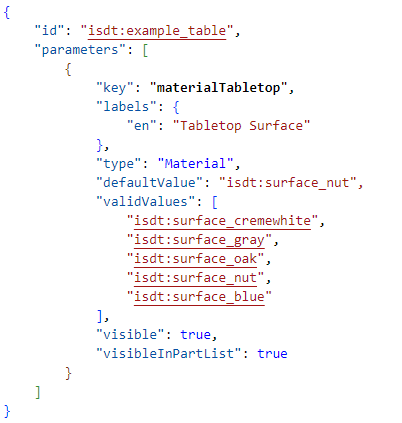 {
    "id": "isdt:example_table",
    "parameters": [
        {
            "key": "materialTabletop",
            "labels": {
                "en": "Tabletop Surface"
            },
            "type": "Material",
            "defaultValue": "isdt:surface_nut",
            "validValues": [
                "isdt:surface_cremewhite",
                "isdt:surface_gray",
                "isdt:surface_oak",
                "isdt:surface_nut",
                "isdt:surface_blue"
            ],
            "visible": true,
            "visibleInPartList": true
        }
    ]
}